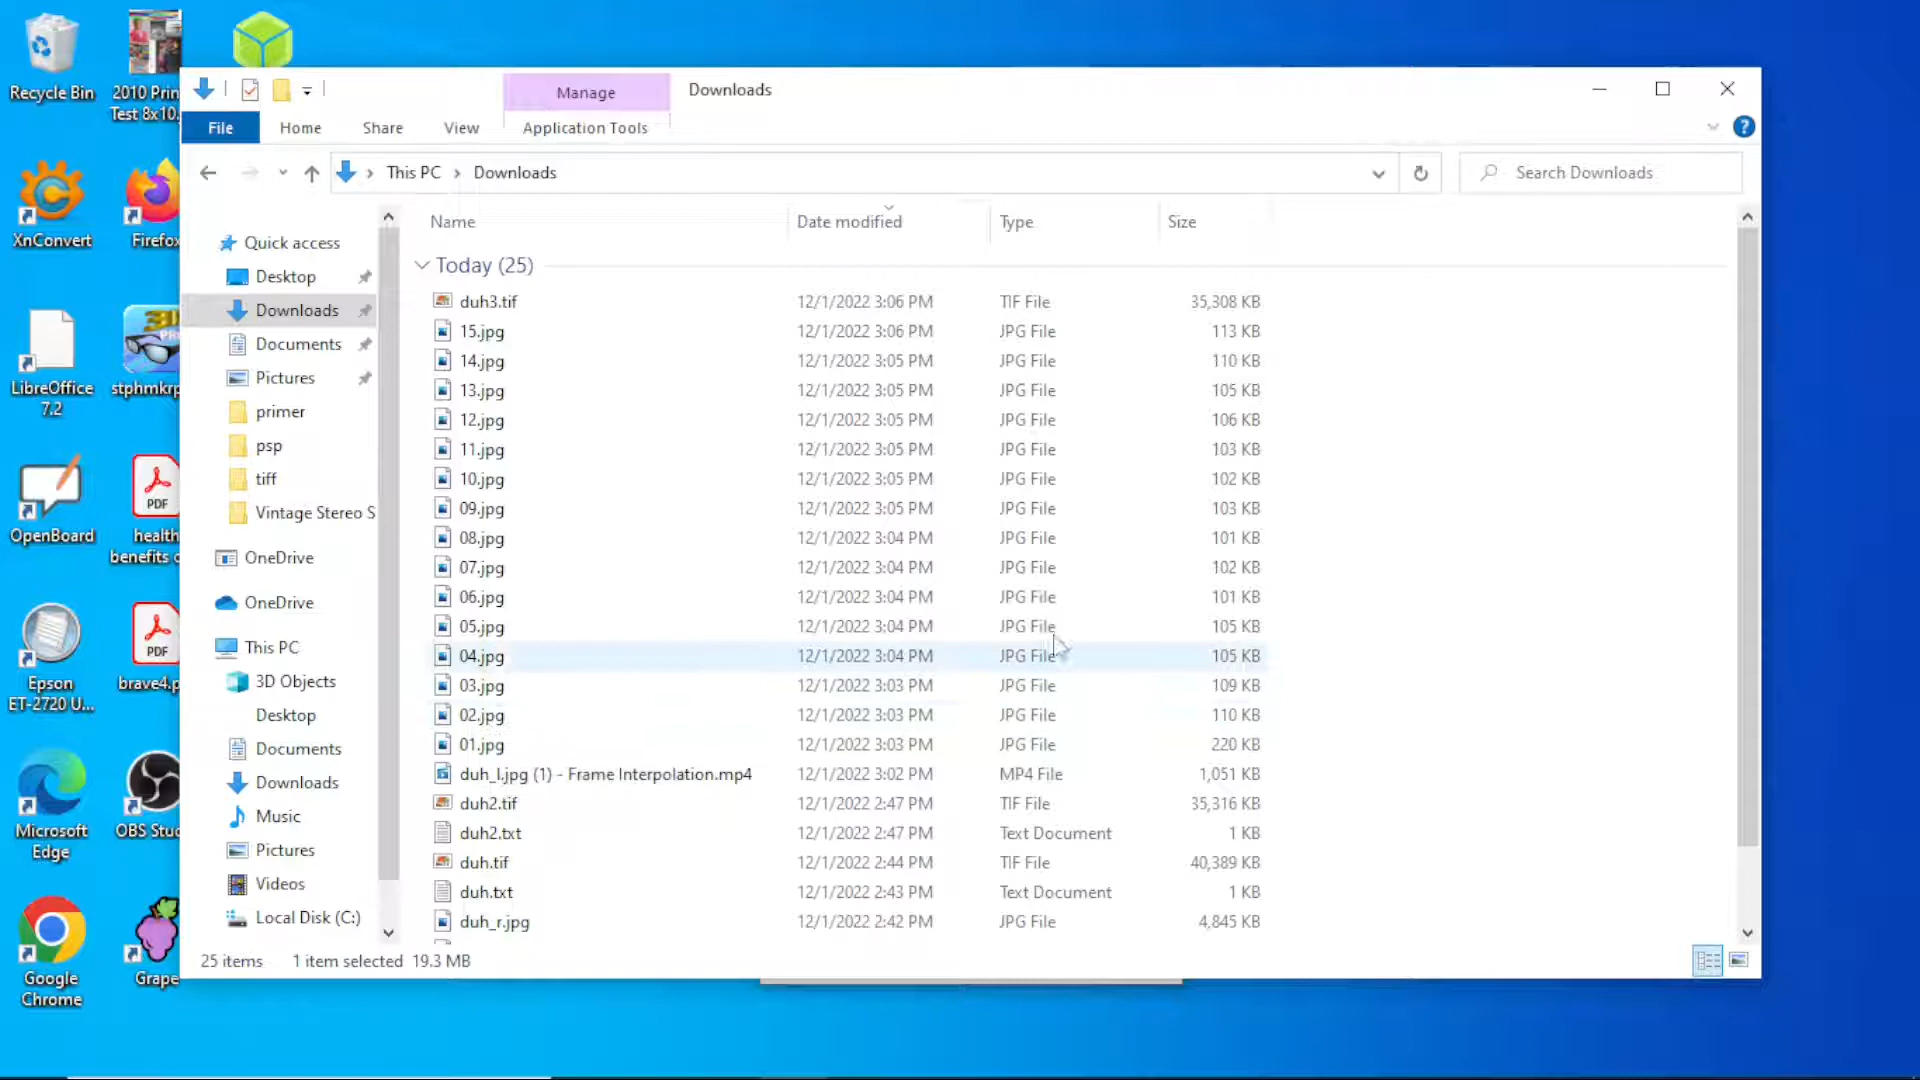 Recycle Bin
2010 Prin
Test 8x10.
XnConvert
Firefox
LibreOffice
7.2
stphmkrp
OpenBoard
PDF
health
benefits o
Epson
ET-2720 U...
PDF
brave4.p
Microsoft
Edge
OBS Stud
Google
Chrome
Grape
Manage
Downloads
File
Home
Share
View
Application Tools
?
This PC
Downloads
Search Downloads
Quick access
Desktop
Downloads
Documents
Pictures
primer
psp
tiff
Vintage Stereo S
OneDrive
OneDrive
This PC
3D Objects
Desktop
Documents
Downloads
Music
Pictures
Videos
Local Disk (C:)
Name Date modified Type Size
Today (25)
duh3.tif 12/1/2022 3:06 PM TIF File 35,308 KB
15.jpg 12/1/2022 3:06 PM JPG File 113 KB
14.jpg 12/1/2022 3:05 PM JPG File 110 KB
13.jpg 12/1/2022 3:05 PM JPG File 105 KB
12.jpg 12/1/2022 3:05 PM JPG File 106 KB
11.jpg 12/1/2022 3:05 PM JPG File 103 KB
10.jpg 12/1/2022 3:05 PM JPG File 102 KB
09.jpg 12/1/2022 3:05 PM JPG File 103 KB
08.jpg 12/1/2022 3:04 PM JPG File 101 KB
07.jpg 12/1/2022 3:04 PM JPG File 102 KB
06.jpg 12/1/2022 3:04 PM JPG File 101 KB
05.jpg 12/1/2022 3:04 PM JPG File 105 KB
04.jpg 12/1/2022 3:04 PM JPG File 105 KB
03.jpg 12/1/2022 3:03 PM JPG File 109 KB
02.jpg 12/1/2022 3:03 PM JPG File 110 KB
01.jpg 12/1/2022 3:03 PM JPG File 220 KB
duh_l.jpg (1) - Frame Interpolation.mp4 12/1/2022 3:02 PM MP4 File 1,051 KB
duh2.tif 12/1/2022 2:47 PM TIF File 35,316 KB
duh2.txt 12/1/2022 2:47 PM Text Document 1 KB
duh.tif 12/1/2022 2:44 PM TIF File 40,389 KB
duh.txt 12/1/2022 2:43 PM Text Document 1 KB
duh_r.jpg 12/1/2022 2:42 PM JPG File 4,845 KB
25 items 1 item selected 19.3 MB